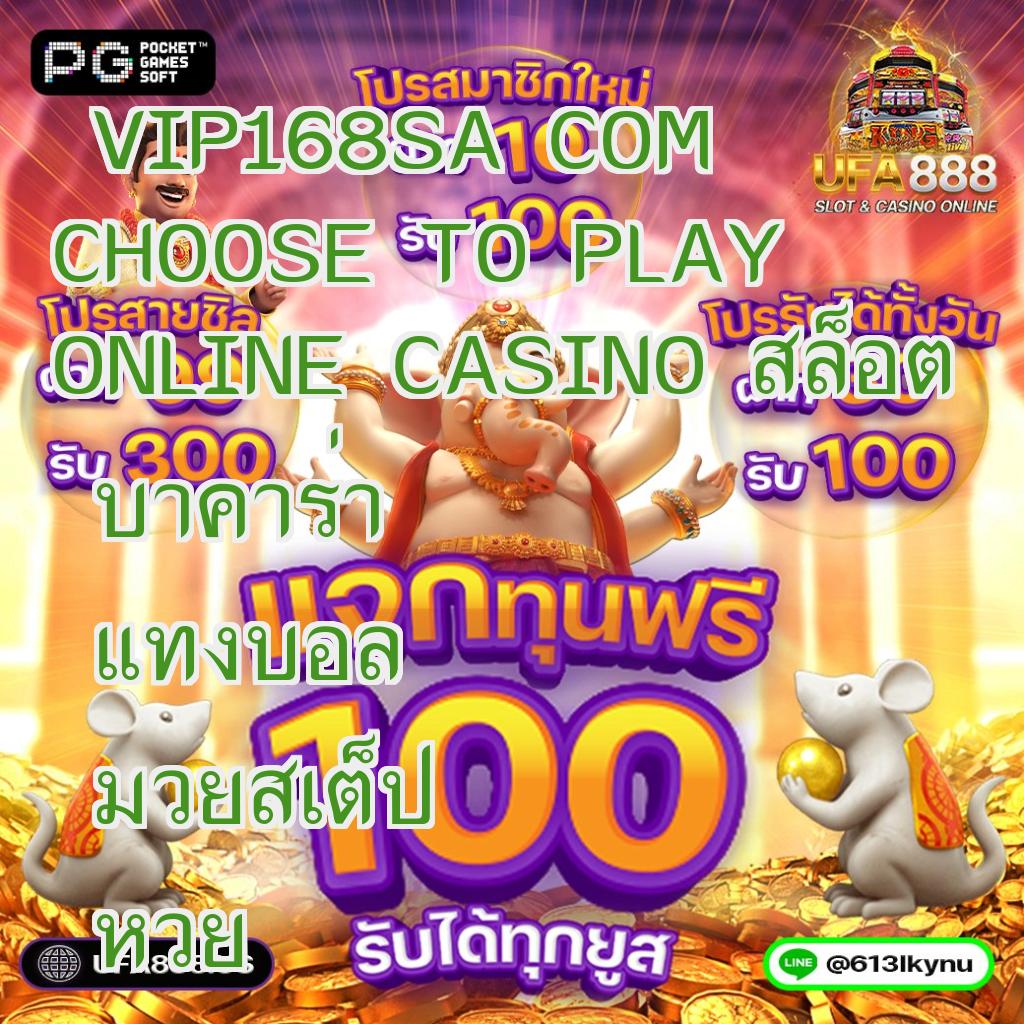 PG POCKET GAMES SOFT™
โปรสมาชิกใหม่
10
รับ 100
UFA888
SLOT & CASINO ONLINE
VIP168SA COM
CHOOSE TO PLAY
ONLINE CASINO สล็อต
บาคาร่า
แทงบอล
มวยสเต็ป
หวย
โปรสายชิล
รับ 300
โปรรับได้ทั้งวัน
รับ 100
แจกทุนฟรี
100
รับได้ทุกยูส
LINE @613lkynu